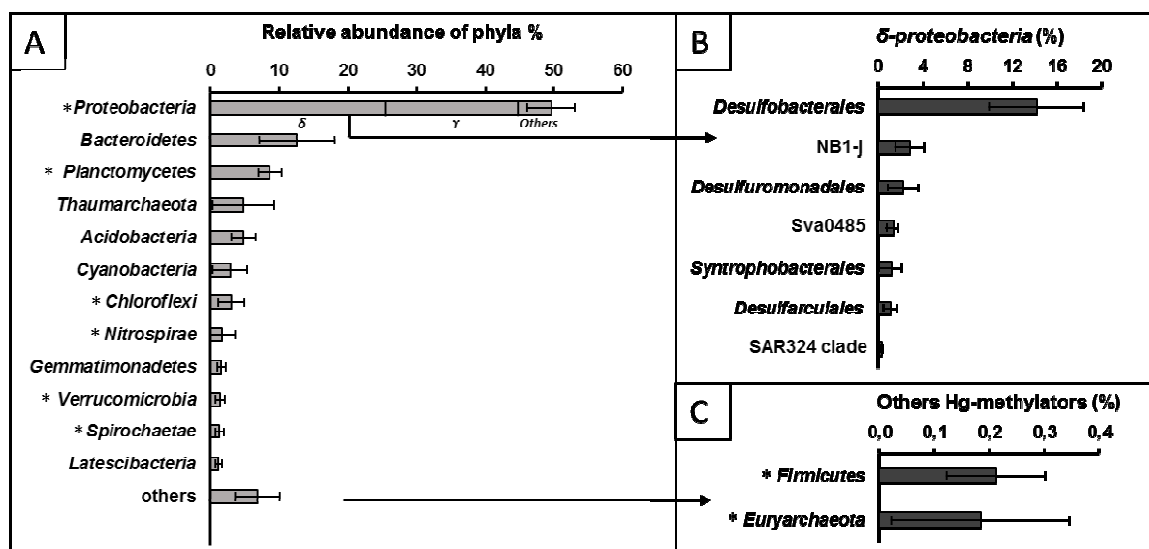 A
Relative abundance of phyla %
0 10 20 30 40 50 60
*Proteobacteria
δ γ Others
Bacteroidetes
* Planctomycetes
Thaumarchaeota
Acidobacteria
Cyanobacteria
* Chloroflexi
* Nitrospirae
Gemmatimonadetes
* Verrucomicrobia
* Spirochaetae
Latescibacteria
others
B
δ-proteobacteria (%)
0 4 8 12 16 20
Desulfobacterales
NB1-j
Desulfuromonadales
Sva0485
Syntrophobacterales
Desulfarculales
SAR324 clade
C
Others Hg-methylators (%)
0,0 0,1 0,2 0,3 0,4
* Firmicutes
* Euryarchaeota